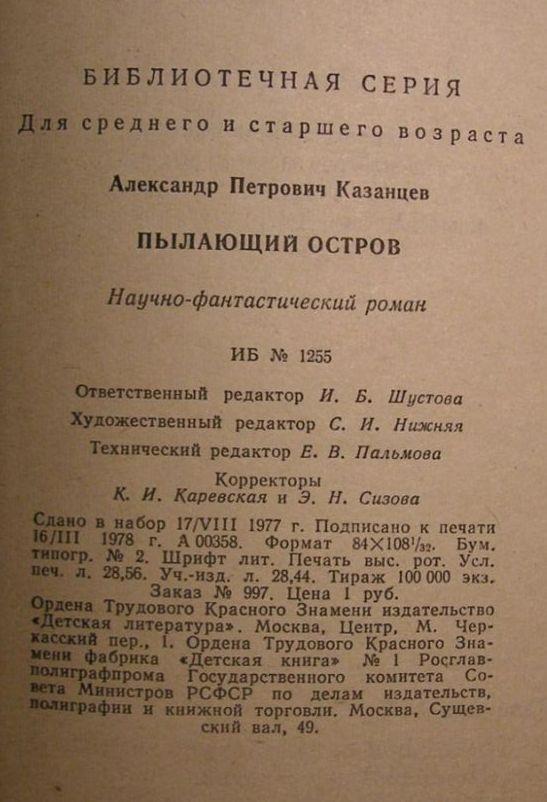 БИБЛИОТЕЧНАЯ СЕРИЯ
Для среднего и старшего возраста
Александр Петрович Казанцев
ПЫЛАЮЩИЙ ОСТРОВ
Научно-фантастический роман
ИБ № 1255
Ответственный редактор И. Б. Шустова
Художественный редактор С. И. Нижняя
Технический редактор Е. В. Пальмова
Корректоры
К. И. Каревская и Э. Н. Сизова
Сдано в набор 17/VIII 1977 г. Подписано к печати
16/III 1978 г. А 00358. Формат 84×108¹/₃₂. Бум.
типогр. № 2. Шрифт лит. Печать выс. рот. Усл.
печ. л. 28,56. Уч.-изд. л. 28,44. Тираж 100 000 экз.
Заказ № 997. Цена 1 руб.
Ордена Трудового Красного Знамени издательство
«Детская литература». Москва, Центр, М. Чер-
касский пер., 1. Ордена Трудового Красного Зна-
мени фабрика «Детская книга» № 1 Росглав-
полиграфпрома Государственного комитета Со-
вета Министров РСФСР по делам издательств,
полиграфии и книжной торговли. Москва, Сущев-
ский вал, 49.